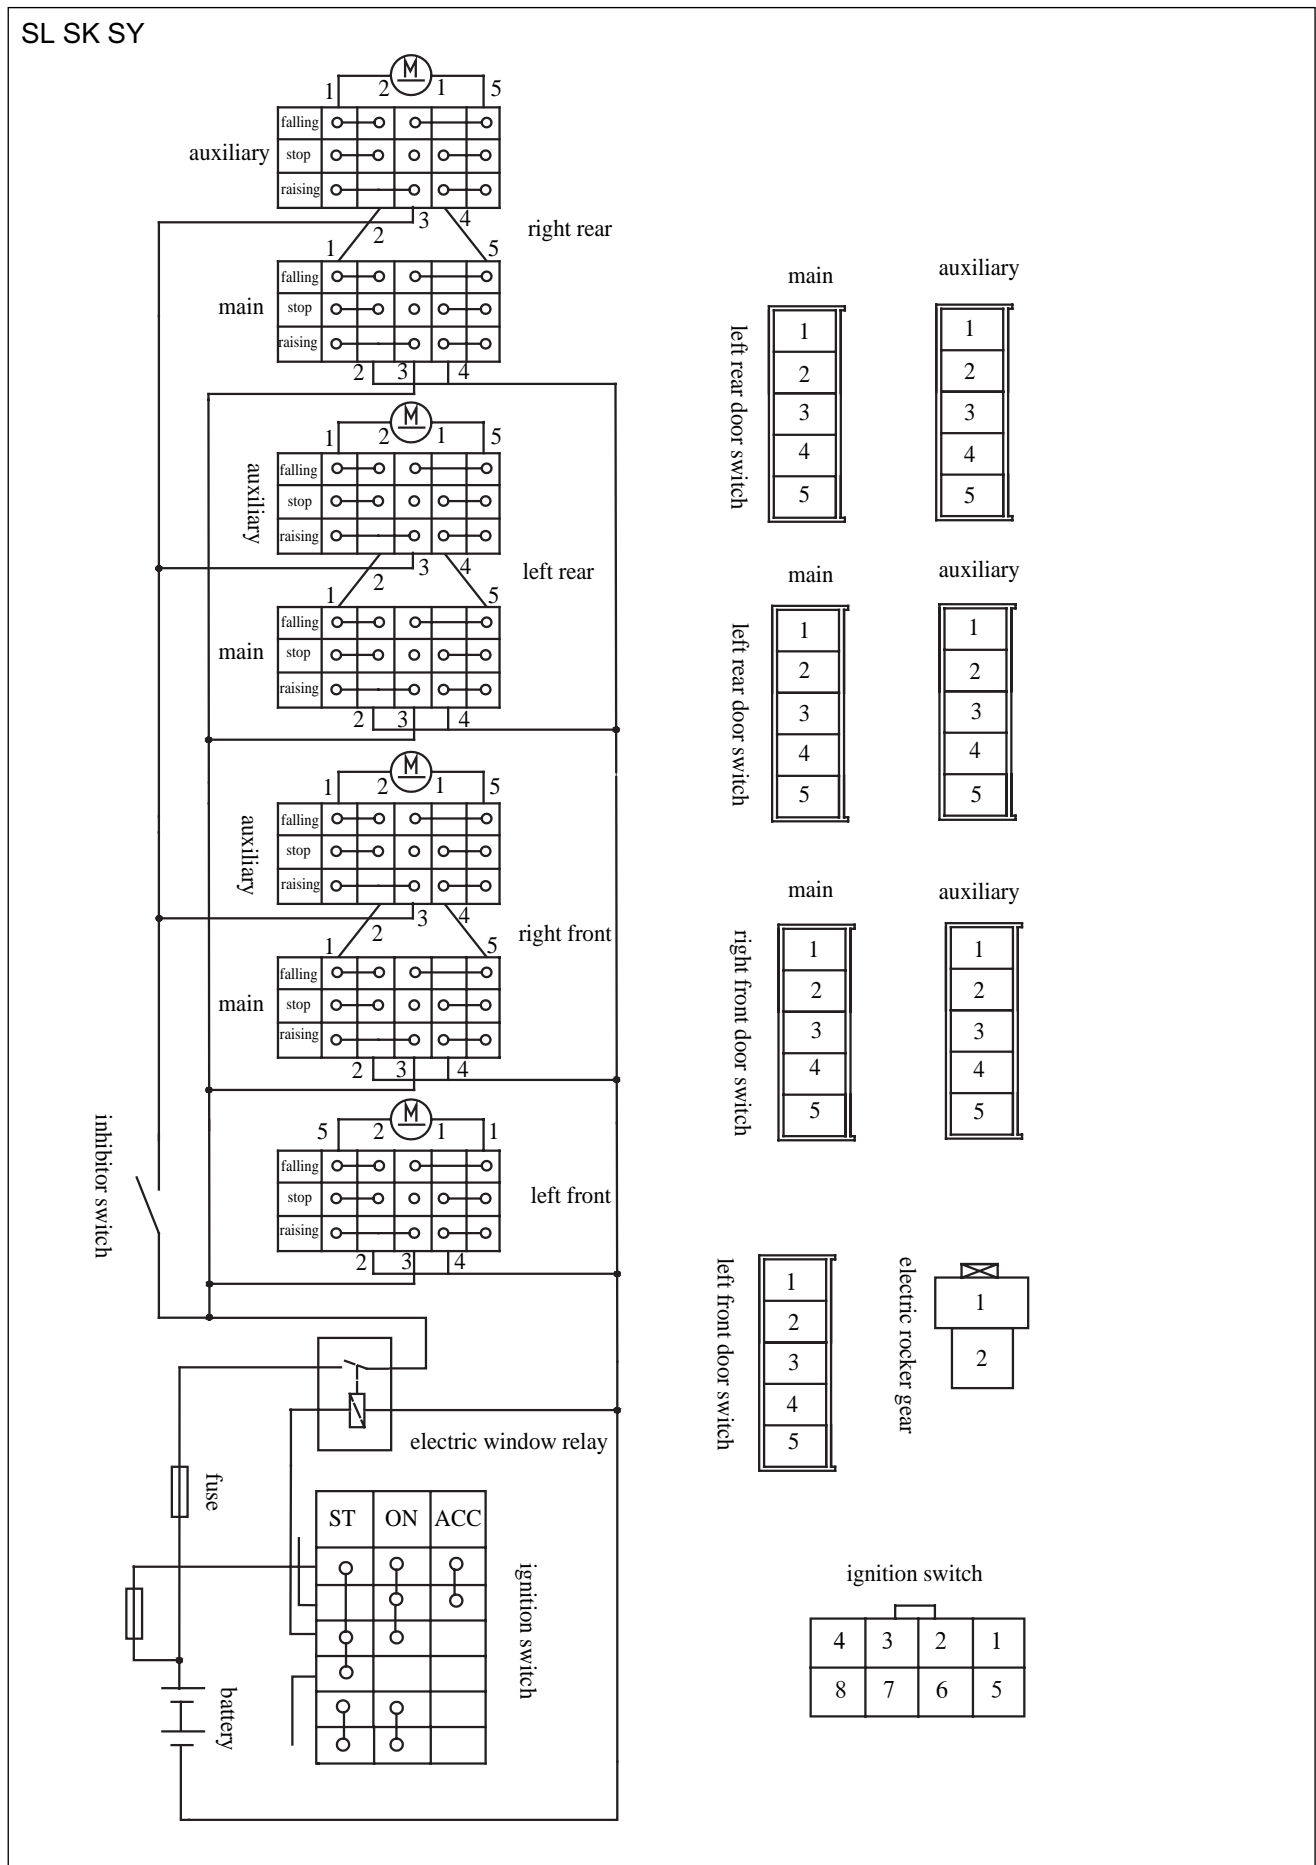 SL SK SY
M
1 2 1 5
falling
auxiliary stop
raising
2 3 4
right rear
1 5
falling
main stop
raising
2 3 4
M
1 2 1 5
falling
auxiliary stop
raising
2 3 4
left rear
1 5
falling
main stop
raising
2 3 4
M
1 2 1 5
falling
auxiliary stop
raising
2 3 4
right front
1 5
falling
main stop
raising
2 3 4
M
5 2 1 1
falling
stop
left front
raising
2 3 4
inhibitor switch
electric window relay
fuse
ST ON ACC
ignition switch
battery
main auxiliary
left rear door switch
1 1
2 2
3 3
4 4
5 5
main auxiliary
left rear door switch
1 1
2 2
3 3
4 4
5 5
main auxiliary
right front door switch
1 1
2 2
3 3
4 4
5 5
left front door switch
1
2
3
4
5
electric rocker gear
1
2
ignition switch
4 3 2 1
8 7 6 5